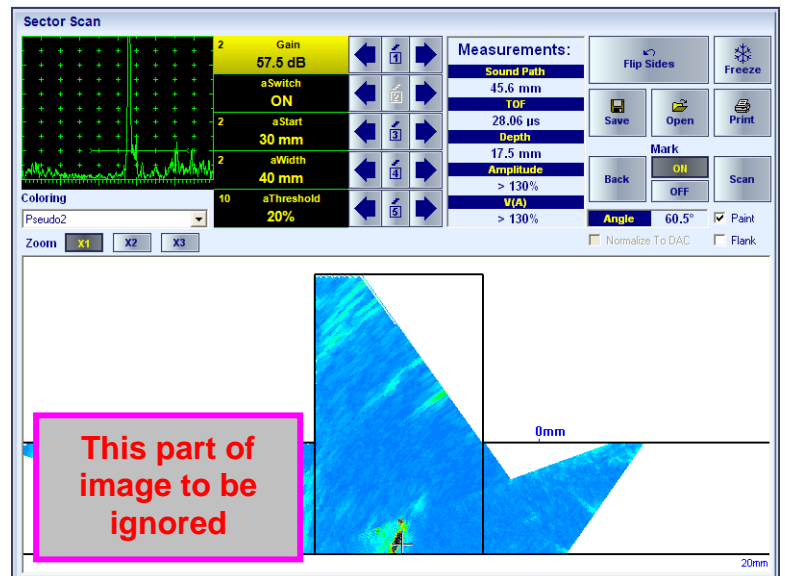 Sector Scan
2 Gain
57.5 dB
aSwitch
ON
2 aStart
30 mm
2 aWidth
40 mm
10 aThreshold
20%
1
2
3
4
5
Measurements:
Sound Path
45.6 mm
TOF
28.06 µs
Depth
17.5 mm
Amplitude
> 130%
V(A)
> 130%
Flip Sides
Freeze
Save
Open
Print
Mark
Back
ON
OFF
Scan
Angle 60.5°
Paint
Normalize To DAC
Flank
Coloring
Pseudo2
Zoom X1 X2 X3
0mm
This part of
image to be
ignored
20mm